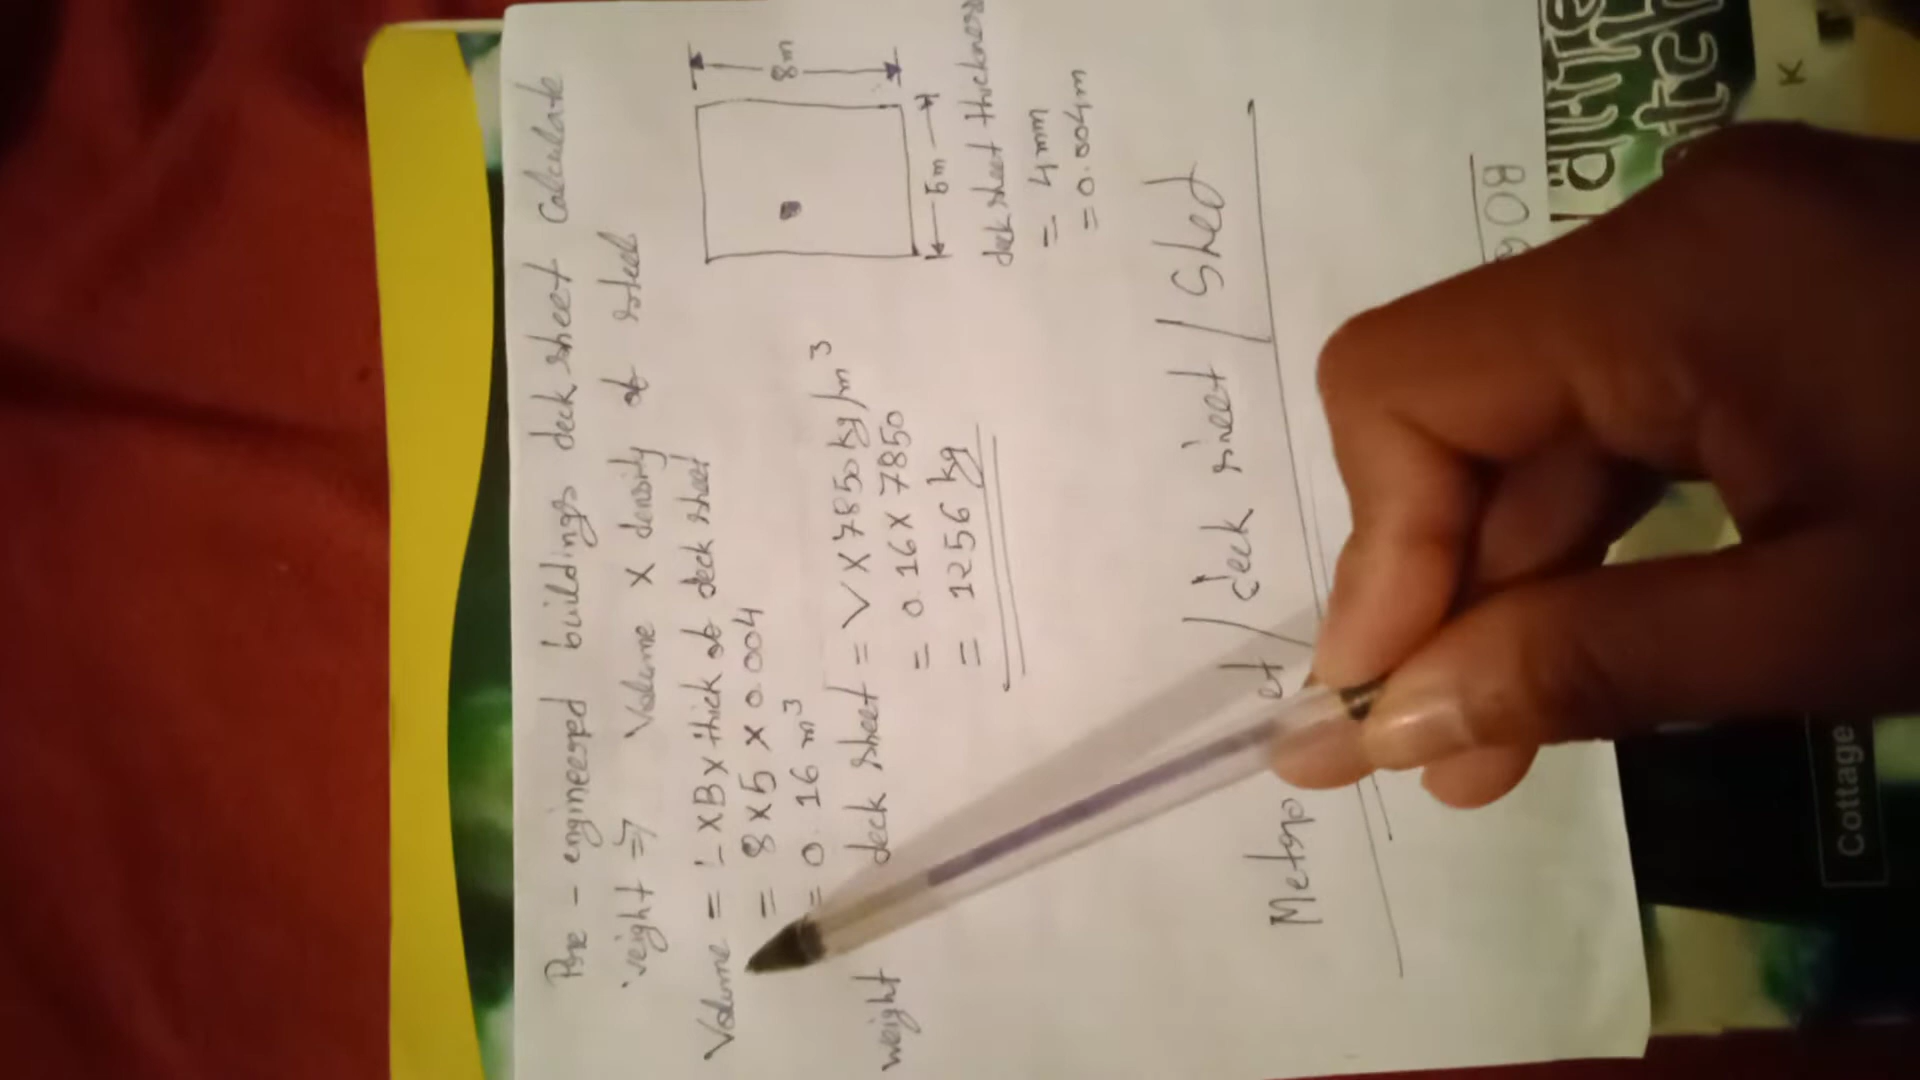 Pre-engineered buildings deck sheet Calculate
weight ⇒ Volume X density of steel
Volume = L X B X thick of deck sheet
= 8 X 5 X 0.004
= 0.16 m³
weight deck sheet = V X 7850 kg/m³
= 0.16 X 7850
= 1256 kg
8m
5m
deck sheet thickness
= 4mm
= 0.004m
Metro / deck sheet / Shed
K
Cottage